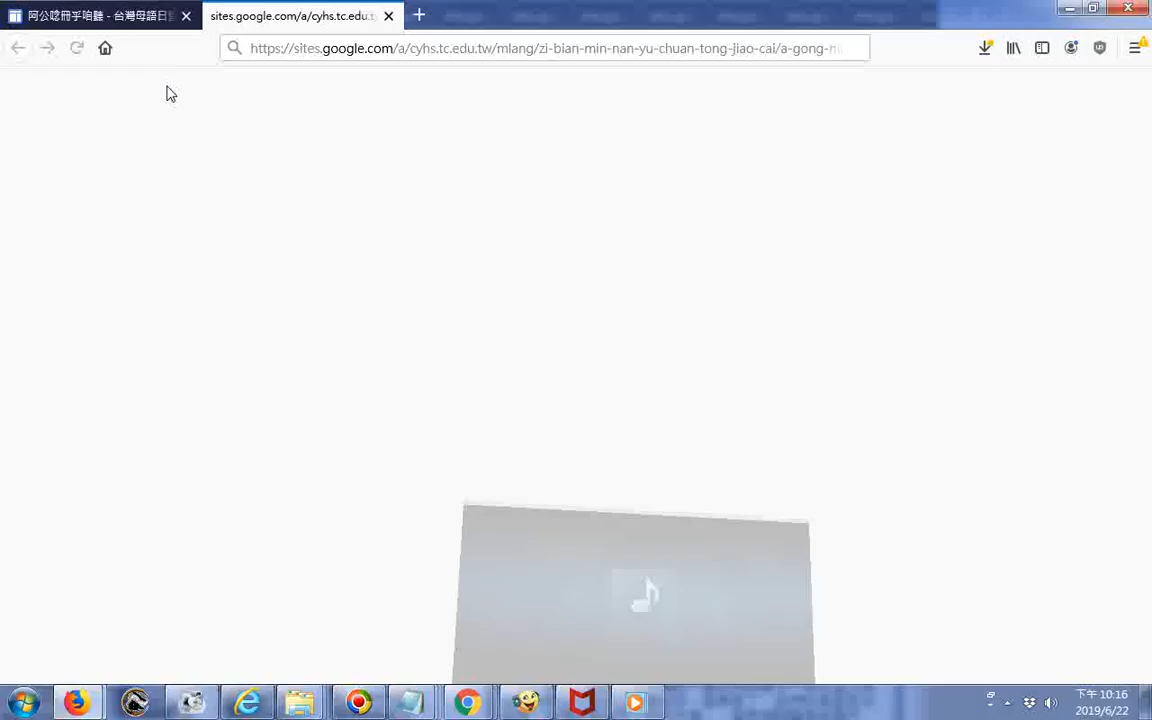 阿公唸冊乎咱聽 - 台灣母語日
sites.google.com/a/cyhs.tc.edu.t
https://sites.google.com/a/cyhs.tc.edu.tw/mlang/zi-bian-min-nan-yu-chuan-tong-jiao-cai/a-gong-n
下午 10:16
2019/6/22